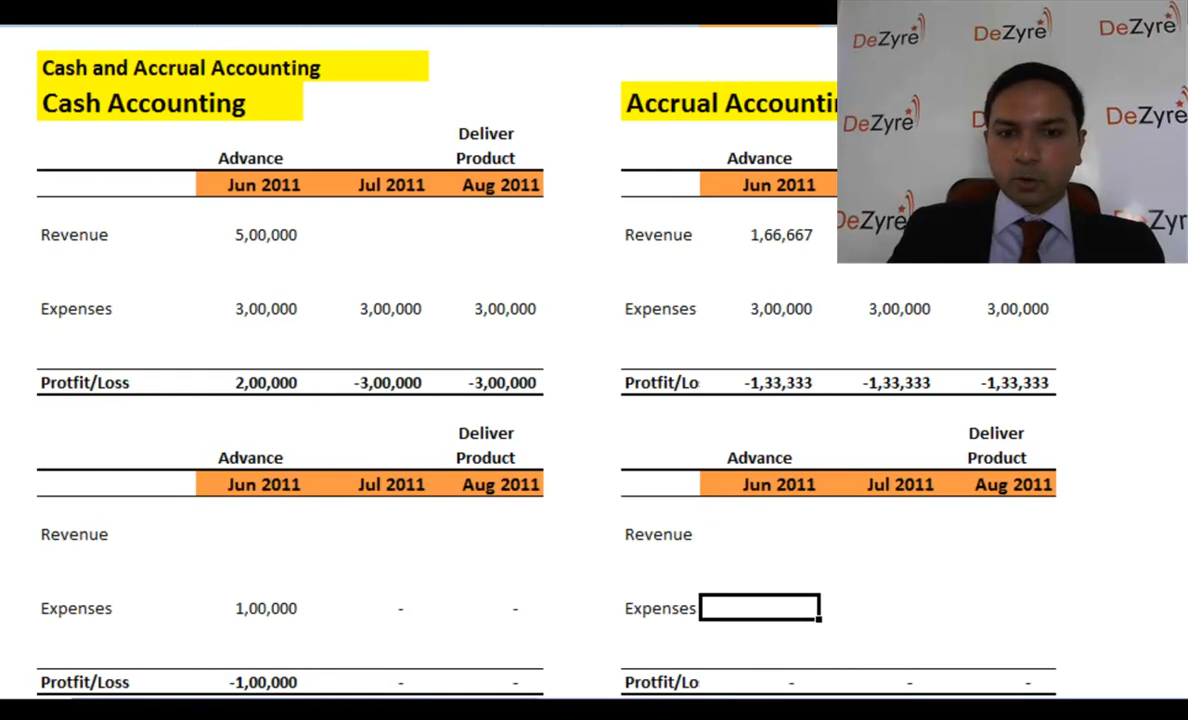 Cash and Accrual Accounting
Cash Accounting
Deliver
Advance Product
Jun 2011 Jul 2011 Aug 2011
Revenue 5,00,000
Expenses 3,00,000 3,00,000 3,00,000
Protfit/Loss 2,00,000 -3,00,000 -3,00,000
Deliver
Advance Product
Jun 2011 Jul 2011 Aug 2011
Revenue
Expenses 1,00,000 - -
Protfit/Loss -1,00,000 - -
Accrual Accounti
Advance
Jun 2011
Revenue 1,66,667
Expenses 3,00,000 3,00,000 3,00,000
Protfit/Lo -1,33,333 -1,33,333 -1,33,333
Deliver
Advance Product
Jun 2011 Jul 2011 Aug 2011
Revenue
Expenses
Protfit/Lo - - -
DeZyre DeZyre DeZyre
DeZyre D DeZyre
DeZyre Zyr